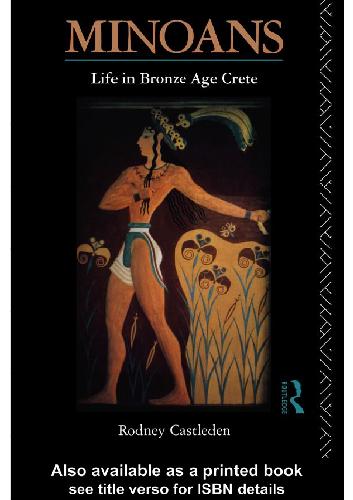 MINOANS
Life in Bronze Age Crete
ROUTLEDGE
Rodney Castleden
Also available as a printed book
see title verso for ISBN details